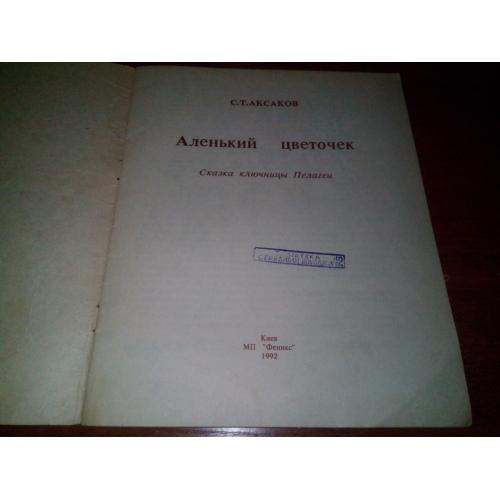 С.Т.АКСАКОВ
Аленький цветочек
Сказка ключницы Пелагеи
Киев
МП "Феникс"
1992